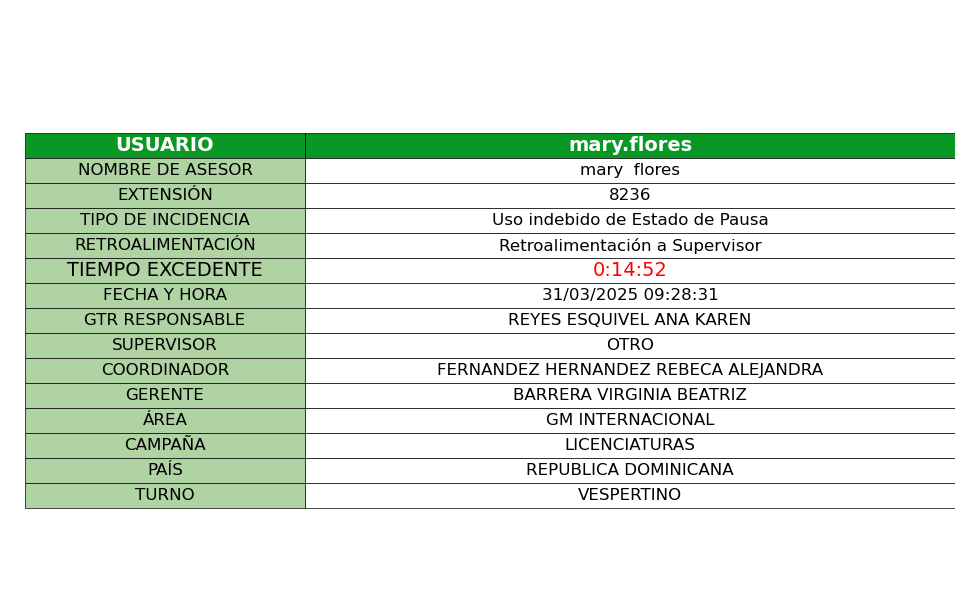 USUARIO mary.flores
NOMBRE DE ASESOR mary  flores
EXTENSIÓN 8236
TIPO DE INCIDENCIA Uso indebido de Estado de Pausa
RETROALIMENTACIÓN Retroalimentación a Supervisor
TIEMPO EXCEDENTE 0:14:52
FECHA Y HORA 31/03/2025 09:28:31
GTR RESPONSABLE REYES ESQUIVEL ANA KAREN
SUPERVISOR OTRO
COORDINADOR FERNANDEZ HERNANDEZ REBECA ALEJANDRA
GERENTE BARRERA VIRGINIA BEATRIZ
ÁREA GM INTERNACIONAL
CAMPAÑA LICENCIATURAS
PAÍS REPUBLICA DOMINICANA
TURNO VESPERTINO